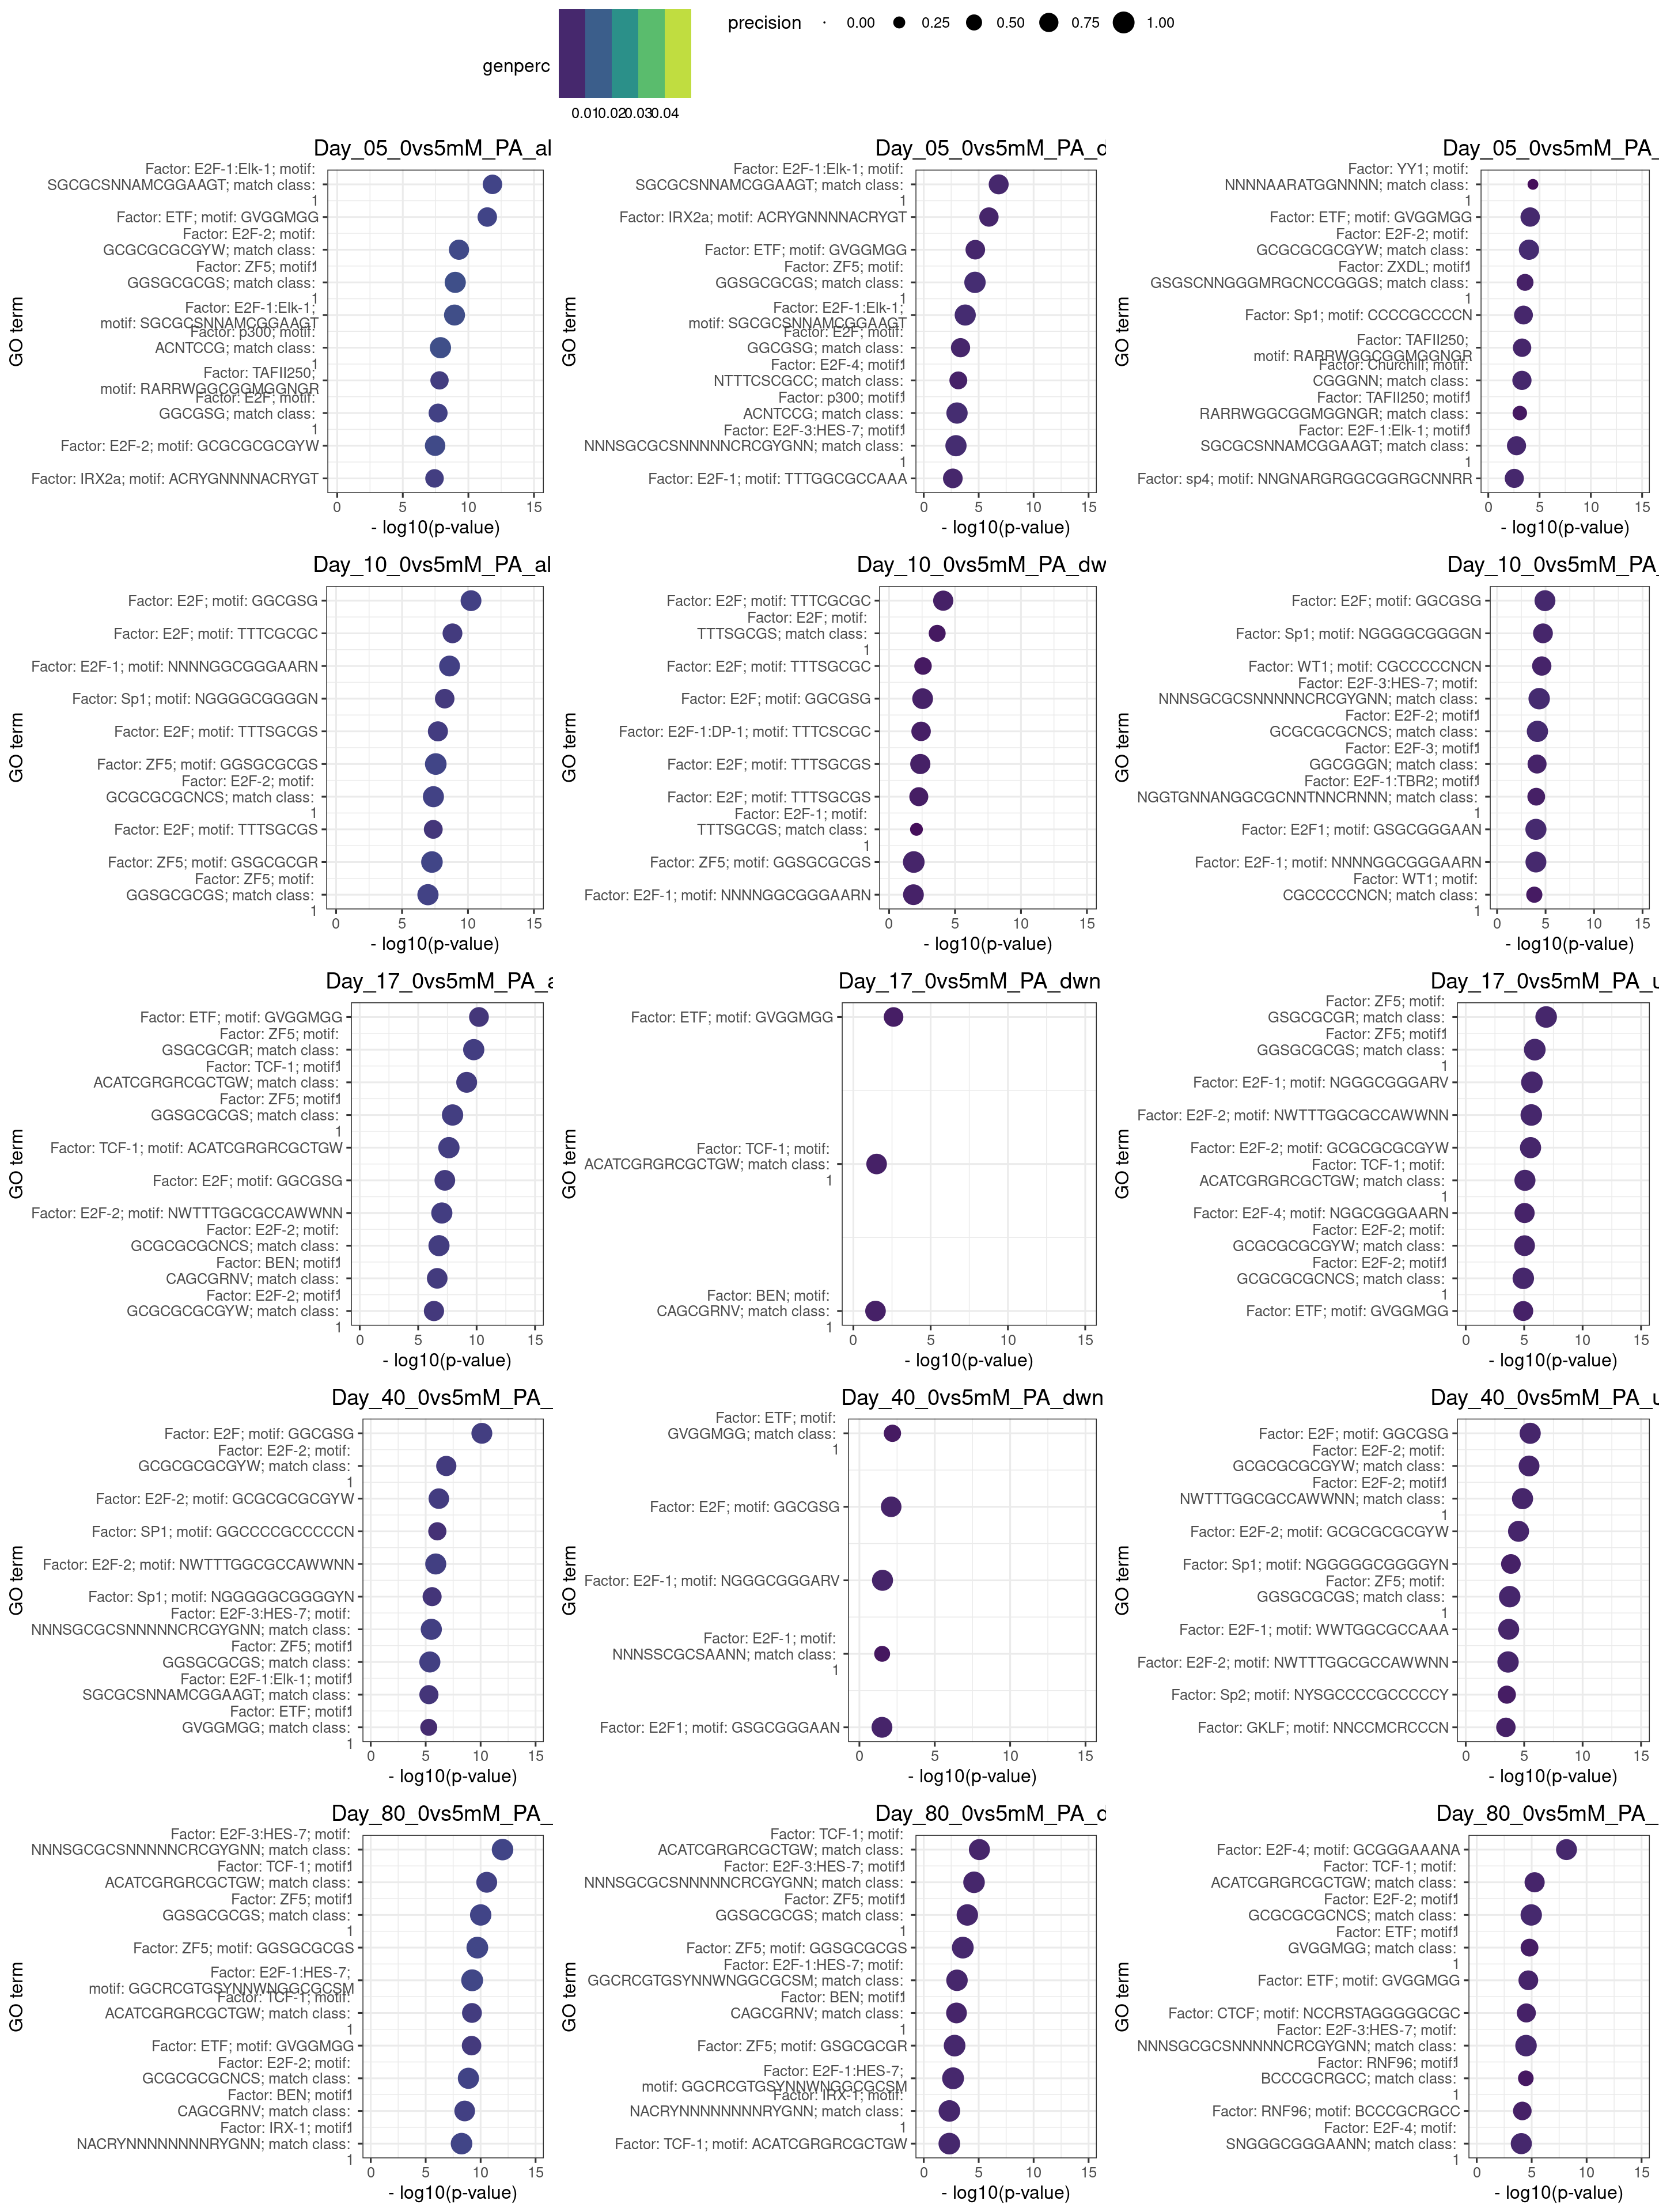 precision 0.00 0.25 0.50 0.75 1.00
genperc
0.01 0.02 0.03 0.04
Day_05_0vs5mM_PA_al
GO term
Factor: E2F-1:Elk-1; motif:
SGCGCSNNAMCGGAAGT; match class:
1
Factor: ETF; motif: GVGGMGG
Factor: E2F-2; motif:
GCGCGCGCGYW; match class:
1
Factor: ZF5; motif:
GGSGCGCGS; match class:
1
Factor: E2F-1:Elk-1;
motif: SGCGCSNNAMCGGAAGT
Factor: p300; motif:
ACNTCCG; match class:
1
Factor: TAFII250;
motif: RARRWGGCGGMGGNGR
Factor: E2F; motif:
GGCGSG; match class:
1
Factor: E2F-2; motif: GCGCGCGCGYW
Factor: IRX2a; motif: ACRYGNNNNACRYGT
0 5 10 15
- log10(p-value)
Day_05_0vs5mM_PA_d
GO term
Factor: E2F-1:Elk-1; motif:
SGCGCSNNAMCGGAAGT; match class:
1
Factor: IRX2a; motif: ACRYGNNNNACRYGT
Factor: ETF; motif: GVGGMGG
Factor: ZF5; motif:
GGSGCGCGS; match class:
1
Factor: E2F-1:Elk-1;
motif: SGCGCSNNAMCGGAAGT
Factor: E2F; motif:
GGCGSG; match class:
1
Factor: E2F-4; motif:
NTTTCSCGCC; match class:
1
Factor: p300; motif:
ACNTCCG; match class:
1
Factor: E2F-3:HES-7; motif:
NNNSGCGCSNNNNNCRCGYGNN; match class:
1
Factor: E2F-1; motif: TTTGGCGCCAAA
0 5 10 15
- log10(p-value)
Day_05_0vs5mM_PA_
GO term
Factor: YY1; motif:
NNNNAARATGGNNNN; match class:
1
Factor: ETF; motif: GVGGMGG
Factor: E2F-2; motif:
GCGCGCGCGYW; match class:
1
Factor: ZXDL; motif:
GSGSCNNGGGMRGCNCCGGGS; match class:
1
Factor: Sp1; motif: CCCCGCCCCN
Factor: TAFII250;
motif: RARRWGGCGGMGGNGR
Factor: Churchill; motif:
CGGGNN; match class:
1
Factor: TAFII250; motif:
RARRWGGCGGMGGNGR; match class:
1
Factor: E2F-1:Elk-1; motif:
SGCGCSNNAMCGGAAGT; match class:
1
Factor: sp4; motif: NNGNARGRGGCGGRGCNNRR
0 5 10 15
- log10(p-value)
Day_10_0vs5mM_PA_al
GO term
Factor: E2F; motif: GGCGSG
Factor: E2F; motif: TTTCGCGC
Factor: E2F-1; motif: NNNNGGCGGGAARN
Factor: Sp1; motif: NGGGGCGGGGN
Factor: E2F; motif: TTTSGCGS
Factor: ZF5; motif: GGSGCGCGS
Factor: E2F-2; motif:
GCGCGCGCNCS; match class:
1
Factor: E2F; motif: TTTSGCGS
Factor: ZF5; motif: GSGCGCGR
Factor: ZF5; motif:
GGSGCGCGS; match class:
1
0 5 10 15
- log10(p-value)
Day_10_0vs5mM_PA_dw
GO term
Factor: E2F; motif: TTTCGCGC
Factor: E2F; motif:
TTTSGCGS; match class:
1
Factor: E2F; motif: TTTSGCGC
Factor: E2F; motif: GGCGSG
Factor: E2F-1:DP-1; motif: TTTCSCGC
Factor: E2F; motif: TTTSGCGS
Factor: E2F; motif: TTTSGCGS
Factor: E2F-1; motif:
TTTSGCGS; match class:
1
Factor: ZF5; motif: GGSGCGCGS
Factor: E2F-1; motif: NNNNGGCGGGAARN
0 5 10 15
- log10(p-value)
Day_10_0vs5mM_PA_
GO term
Factor: E2F; motif: GGCGSG
Factor: Sp1; motif: NGGGGCGGGGN
Factor: WT1; motif: CGCCCCCNCN
Factor: E2F-3:HES-7; motif:
NNNSGCGCSNNNNNCRCGYGNN; match class:
1
Factor: E2F-2; motif:
GCGCGCGCNCS; match class:
1
Factor: E2F-3; motif:
GGCGGGN; match class:
1
Factor: E2F-1:TBR2; motif:
NGGTGNNANGGCGCNNTNNCRNNN; match class:
1
Factor: E2F1; motif: GSGCGGGAAN
Factor: E2F-1; motif: NNNNGGCGGGAARN
Factor: WT1; motif:
CGCCCCCNCN; match class:
1
0 5 10 15
- log10(p-value)
Day_17_0vs5mM_PA_a
GO term
Factor: ETF; motif: GVGGMGG
Factor: ZF5; motif:
GSGCGCGR; match class:
1
Factor: TCF-1; motif:
ACATCGRGRCGCTGW; match class:
1
Factor: ZF5; motif:
GGSGCGCGS; match class:
1
Factor: TCF-1; motif: ACATCGRGRCGCTGW
Factor: E2F; motif: GGCGSG
Factor: E2F-2; motif: NWTTTGGCGCCAWWNN
Factor: E2F-2; motif:
GCGCGCGCNCS; match class:
1
Factor: BEN; motif:
CAGCGRNV; match class:
1
Factor: E2F-2; motif:
GCGCGCGCGYW; match class:
1
0 5 10 15
- log10(p-value)
Day_17_0vs5mM_PA_dwn
GO term
Factor: ETF; motif: GVGGMGG
Factor: TCF-1; motif:
ACATCGRGRCGCTGW; match class:
1
Factor: BEN; motif:
CAGCGRNV; match class:
1
0 5 10 15
- log10(p-value)
Day_17_0vs5mM_PA_u
GO term
Factor: ZF5; motif:
GSGCGCGR; match class:
1
Factor: ZF5; motif:
GGSGCGCGS; match class:
1
Factor: E2F-1; motif: NGGGCGGGARV
Factor: E2F-2; motif: NWTTTGGCGCCAWWNN
Factor: E2F-2; motif: GCGCGCGCGYW
Factor: TCF-1; motif:
ACATCGRGRCGCTGW; match class:
1
Factor: E2F-4; motif: NGGCGGGAARN
Factor: E2F-2; motif:
GCGCGCGCGYW; match class:
1
Factor: E2F-2; motif:
GCGCGCGCNCS; match class:
1
Factor: ETF; motif: GVGGMGG
0 5 10 15
- log10(p-value)
Day_40_0vs5mM_PA_
GO term
Factor: E2F; motif: GGCGSG
Factor: E2F-2; motif:
GCGCGCGCGYW; match class:
1
Factor: E2F-2; motif: GCGCGCGCGYW
Factor: SP1; motif: GGCCCCGCCCCCN
Factor: E2F-2; motif: NWTTTGGCGCCAWWNN
Factor: Sp1; motif: NGGGGGCGGGGYN
Factor: E2F-3:HES-7; motif:
NNNSGCGCSNNNNNCRCGYGNN; match class:
1
Factor: ZF5; motif:
GGSGCGCGS; match class:
1
Factor: E2F-1:Elk-1; motif:
SGCGCSNNAMCGGAAGT; match class:
1
Factor: ETF; motif:
GVGGMGG; match class:
1
0 5 10 15
- log10(p-value)
Day_40_0vs5mM_PA_dwn
GO term
Factor: ETF; motif:
GVGGMGG; match class:
1
Factor: E2F; motif: GGCGSG
Factor: E2F-1; motif: NGGGCGGGARV
Factor: E2F-1; motif:
NNNSSCGCSAANN; match class:
1
Factor: E2F1; motif: GSGCGGGAAN
0 5 10 15
- log10(p-value)
Day_40_0vs5mM_PA_u
GO term
Factor: E2F; motif: GGCGSG
Factor: E2F-2; motif:
GCGCGCGCGYW; match class:
1
Factor: E2F-2; motif:
NWTTTGGCGCCAWWNN; match class:
1
Factor: E2F-2; motif: GCGCGCGCGYW
Factor: Sp1; motif: NGGGGGCGGGGYN
Factor: ZF5; motif:
GGSGCGCGS; match class:
1
Factor: E2F-1; motif: WWTGGCGCCAAA
Factor: E2F-2; motif: NWTTTGGCGCCAWWNN
Factor: Sp2; motif: NYSGCCCCGCCCCCY
Factor: GKLF; motif: NNCCMCRCCCN
0 5 10 15
- log10(p-value)
Day_80_0vs5mM_PA_
GO term
Factor: E2F-3:HES-7; motif:
NNNSGCGCSNNNNNCRCGYGNN; match class:
1
Factor: TCF-1; motif:
ACATCGRGRCGCTGW; match class:
1
Factor: ZF5; motif:
GGSGCGCGS; match class:
1
Factor: ZF5; motif: GGSGCGCGS
Factor: E2F-1:HES-7;
motif: GGCRCGTGSYNNWNGGCGCSM
Factor: TCF-1; motif:
ACATCGRGRCGCTGW; match class:
1
Factor: ETF; motif: GVGGMGG
Factor: E2F-2; motif:
GCGCGCGCNCS; match class:
1
Factor: BEN; motif:
CAGCGRNV; match class:
1
Factor: IRX-1; motif:
NACRYNNNNNNNNRYGNN; match class:
1
0 5 10 15
- log10(p-value)
Day_80_0vs5mM_PA_d
GO term
Factor: TCF-1; motif:
ACATCGRGRCGCTGW; match class:
1
Factor: E2F-3:HES-7; motif:
NNNSGCGCSNNNNNCRCGYGNN; match class:
1
Factor: ZF5; motif:
GGSGCGCGS; match class:
1
Factor: ZF5; motif: GGSGCGCGS
Factor: E2F-1:HES-7; motif:
GGCRCGTGSYNNWNGGCGCSM; match class:
1
Factor: BEN; motif:
CAGCGRNV; match class:
1
Factor: ZF5; motif: GSGCGCGR
Factor: E2F-1:HES-7;
motif: GGCRCGTGSYNNWNGGCGCSM
Factor: IRX-1; motif:
NACRYNNNNNNNNRYGNN; match class:
1
Factor: TCF-1; motif: ACATCGRGRCGCTGW
0 5 10 15
- log10(p-value)
Day_80_0vs5mM_PA_
GO term
Factor: E2F-4; motif: GCGGGAAANA
Factor: TCF-1; motif:
ACATCGRGRCGCTGW; match class:
1
Factor: E2F-2; motif:
GCGCGCGCNCS; match class:
1
Factor: ETF; motif:
GVGGMGG; match class:
1
Factor: ETF; motif: GVGGMGG
Factor: CTCF; motif: NCCRSTAGGGGGCGC
Factor: E2F-3:HES-7; motif:
NNNSGCGCSNNNNNCRCGYGNN; match class:
1
Factor: RNF96; motif:
BCCCGCRGCC; match class:
1
Factor: RNF96; motif: BCCCGCRGCC
Factor: E2F-4; motif:
SNGGGCGGGAANN; match class:
1
0 5 10 15
- log10(p-value)